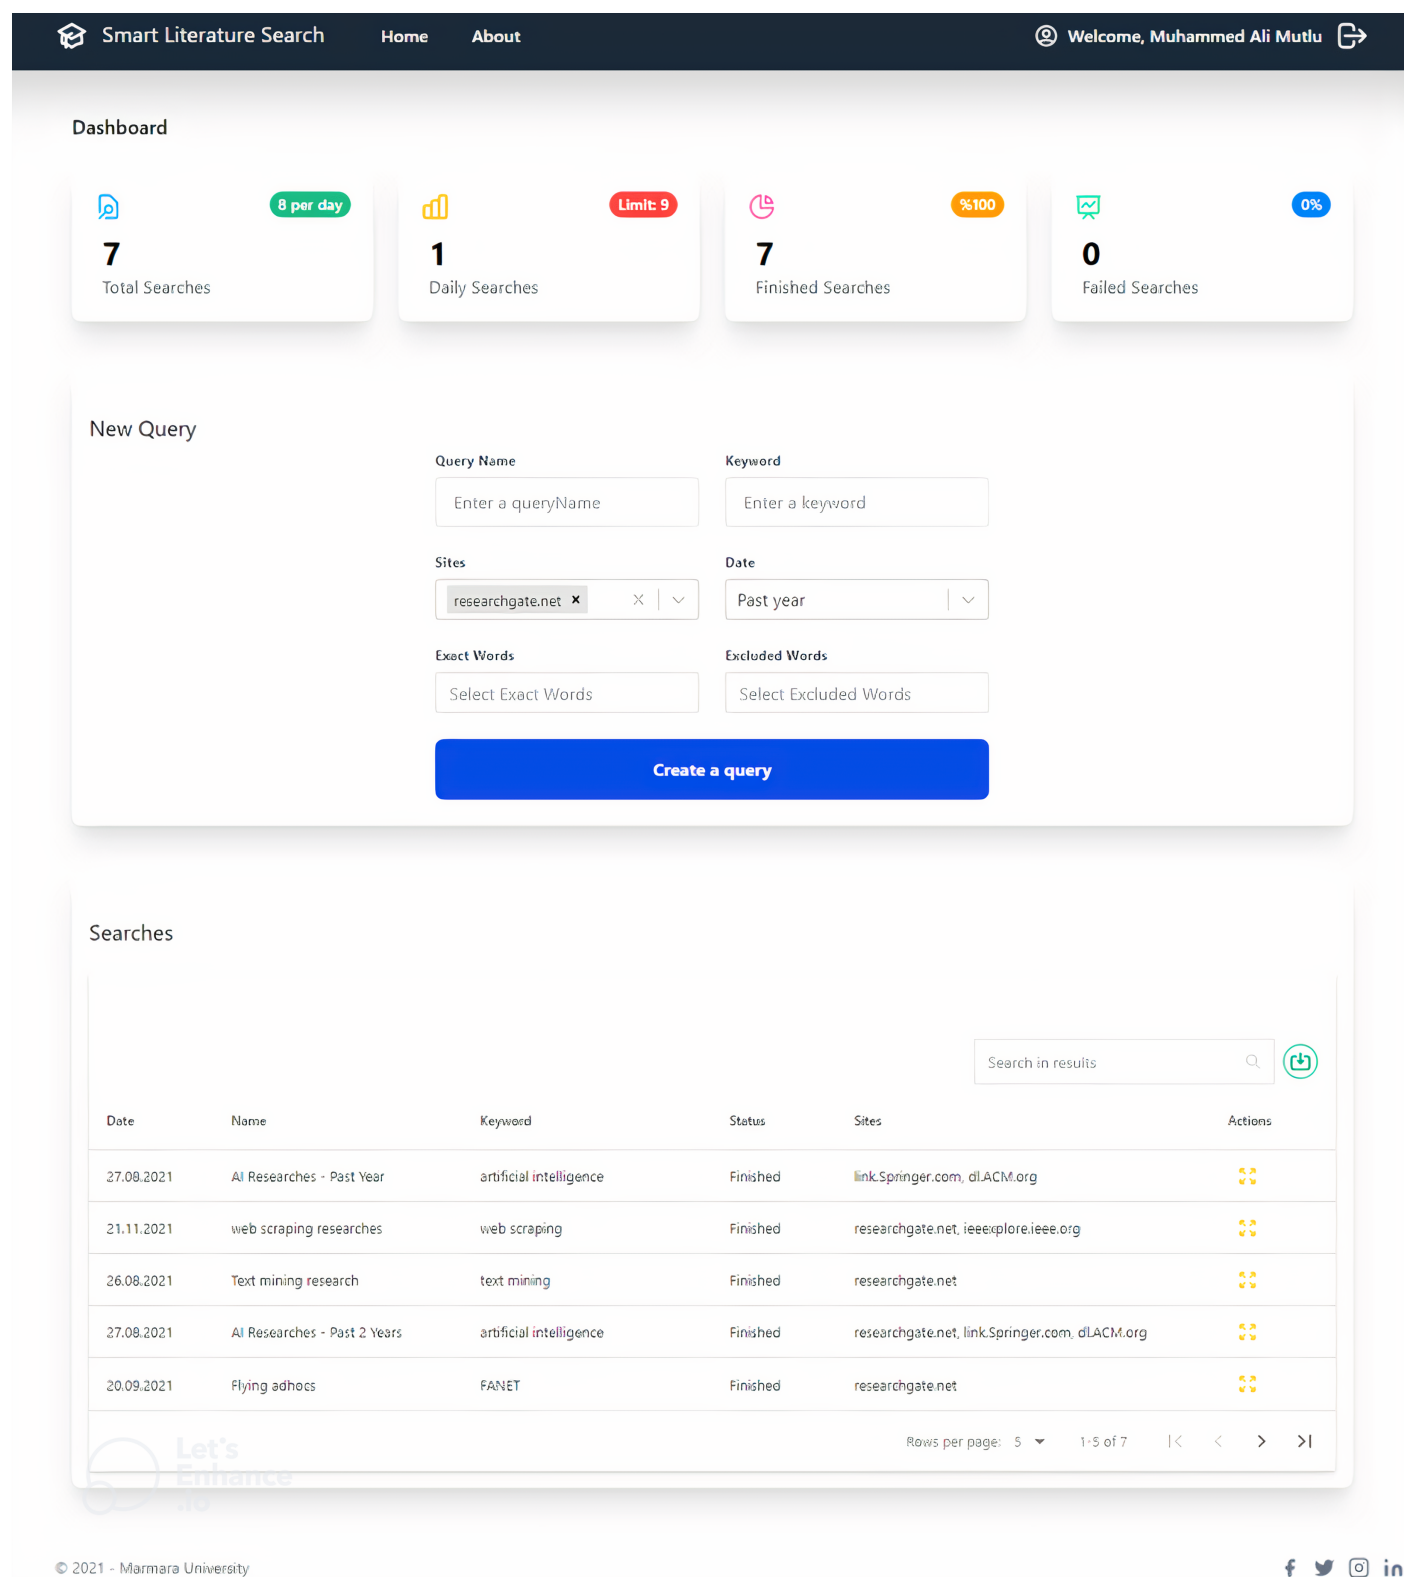 Smart Literature Search Home About Welcome, Muhammed Ali Mutlu
Dashboard
8 per day Limit: 9 %100 0%
7 1 7 0
Total Searches Daily Searches Finished Searches Failed Searches
New Query
Query Name Keyword
Enter a queryName Enter a keyword
Sites Date
researchgate.net Past year
Exact Words Excluded Words
Select Exact Words Select Excluded Words
Create a query
Searches
Search in results
Date Name Keyword Status Sites Actions
27.08.2021 AI Researches - Past Year artificial intelligence Finished link.Springer.com, dl.ACM.org
21.11.2021 web scraping researches web scraping Finished researchgate.net, ieeexplore.ieee.org
26.08.2021 Text mining research text mining Finished researchgate.net
27.08.2021 AI Researches - Past 2 Years artificial intelligence Finished researchgate.net, link.Springer.com, dl.ACM.org
20.09.2021 Flying adhocs FANET Finished researchgate.net
Rows per page: 5 1-5 of 7
Let's
Enhance
.io
© 2021 - Marmara University